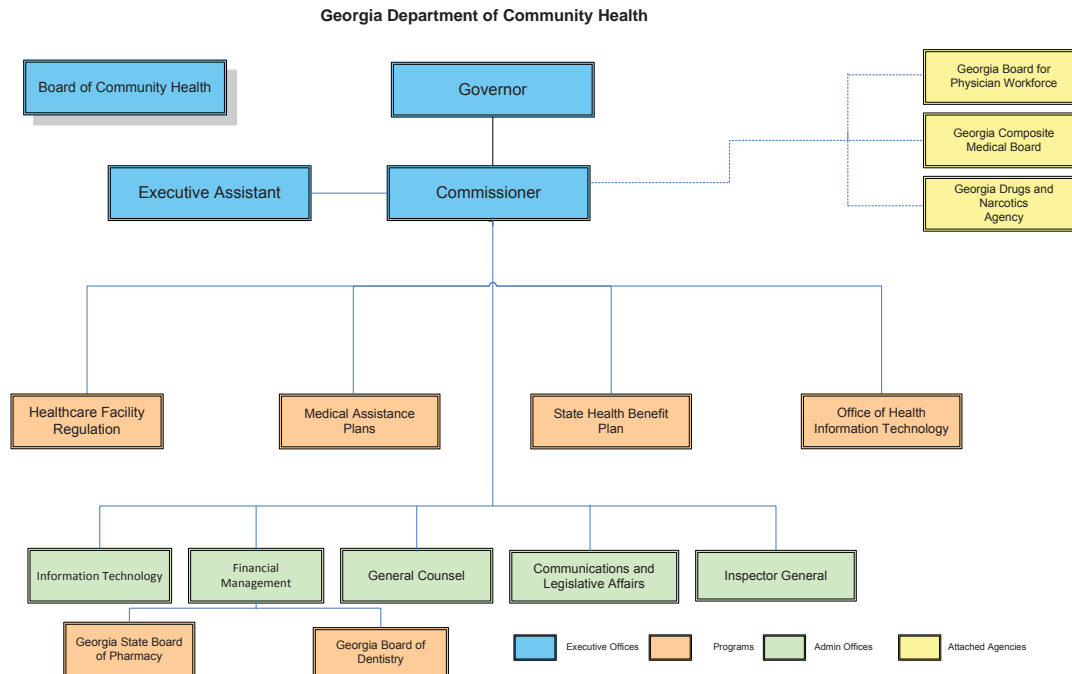 Georgia Department of Community Health
Board of Community Health
Governor
Georgia Board for
Physician Workforce
Georgia Composite
Medical Board
Executive Assistant
Commissioner
Georgia Drugs and
Narcotics
Agency
Healthcare Facility
Regulation
Medical Assistance
Plans
State Health Benefit
Plan
Office of Health
Information Technology
Information Technology
Financial
Management
General Counsel
Communications and
Legislative Affairs
Inspector General
Georgia State Board
of Pharmacy
Georgia Board of
Dentistry
Executive Offices
Programs
Admin Offices
Attached Agencies